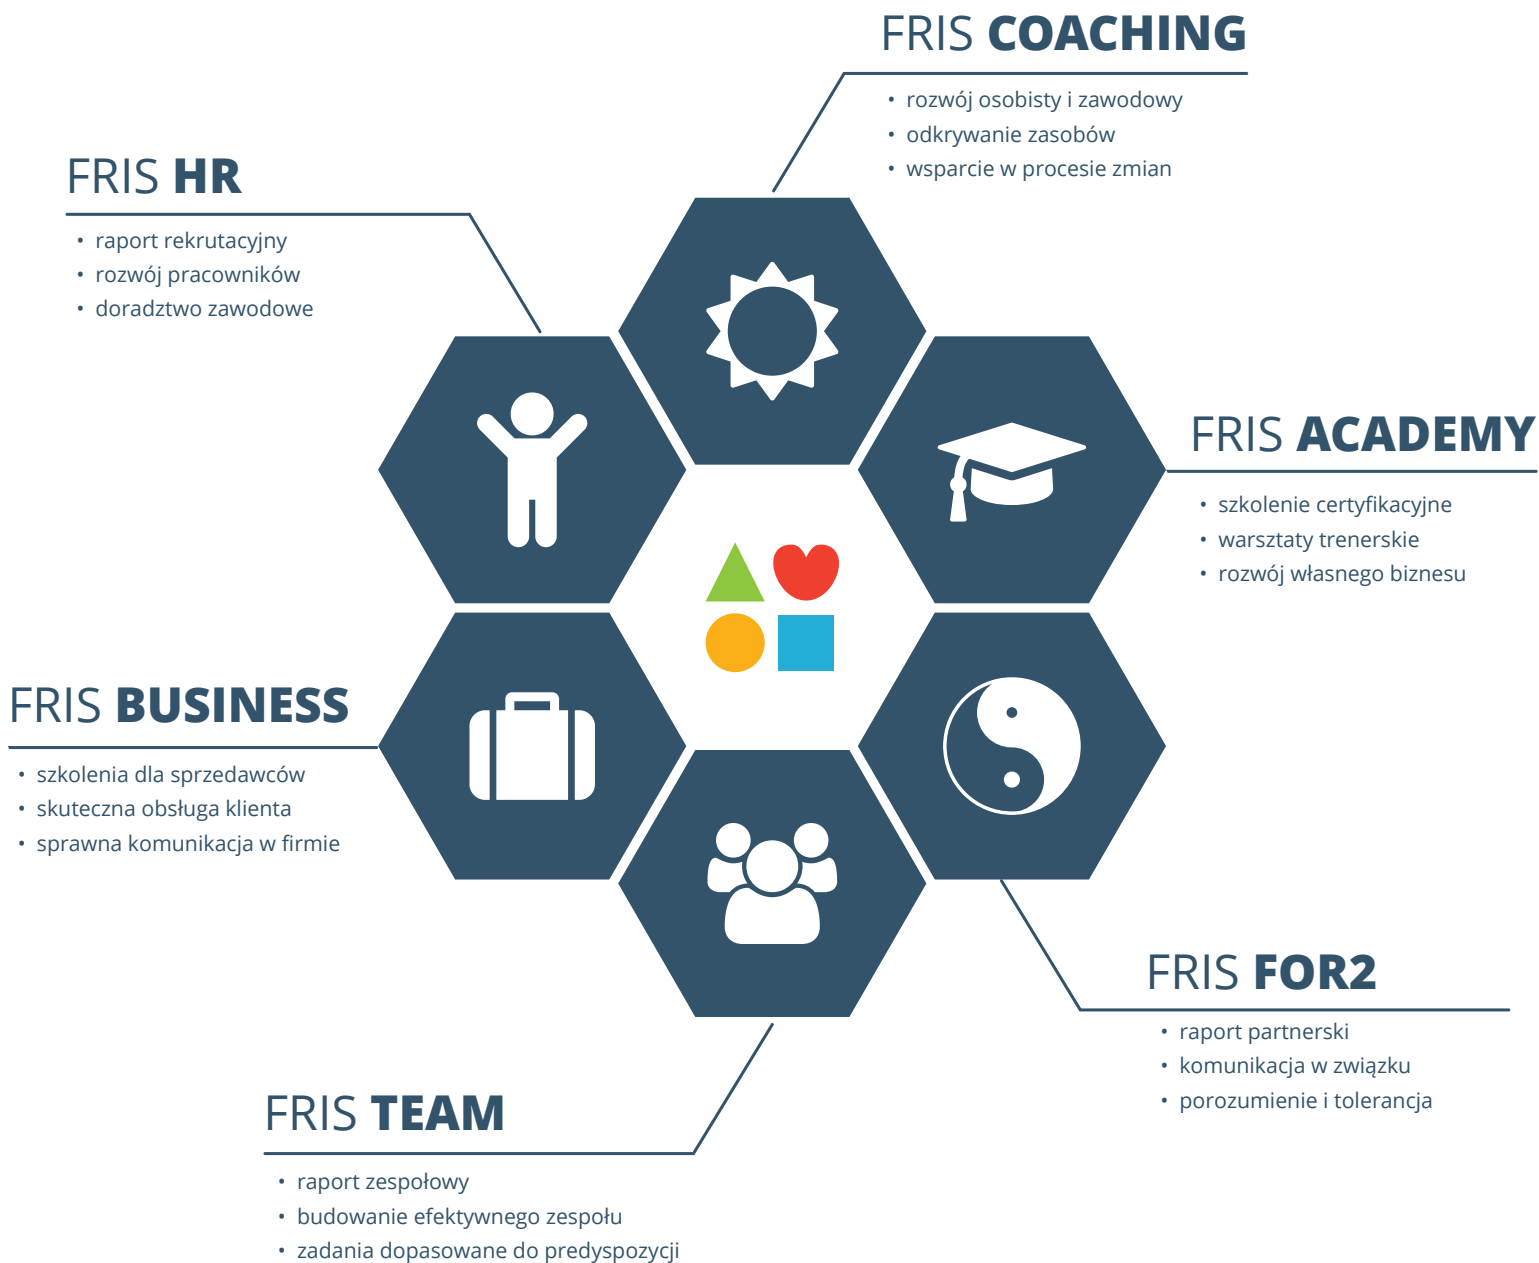 FRIS COACHING
• rozwój osobisty i zawodowy
• odkrywanie zasobów
• wsparcie w procesie zmian
FRIS HR
• raport rekrutacyjny
• rozwój pracowników
• doradztwo zawodowe
FRIS ACADEMY
• szkolenie certyfikacyjne
• warsztaty trenerskie
• rozwój własnego biznesu
FRIS BUSINESS
• szkolenia dla sprzedawców
• skuteczna obsługa klienta
• sprawna komunikacja w firmie
FRIS FOR2
• raport partnerski
• komunikacja w związku
• porozumienie i tolerancja
FRIS TEAM
• raport zespołowy
• budowanie efektywnego zespołu
• zadania dopasowane do predyspozycji